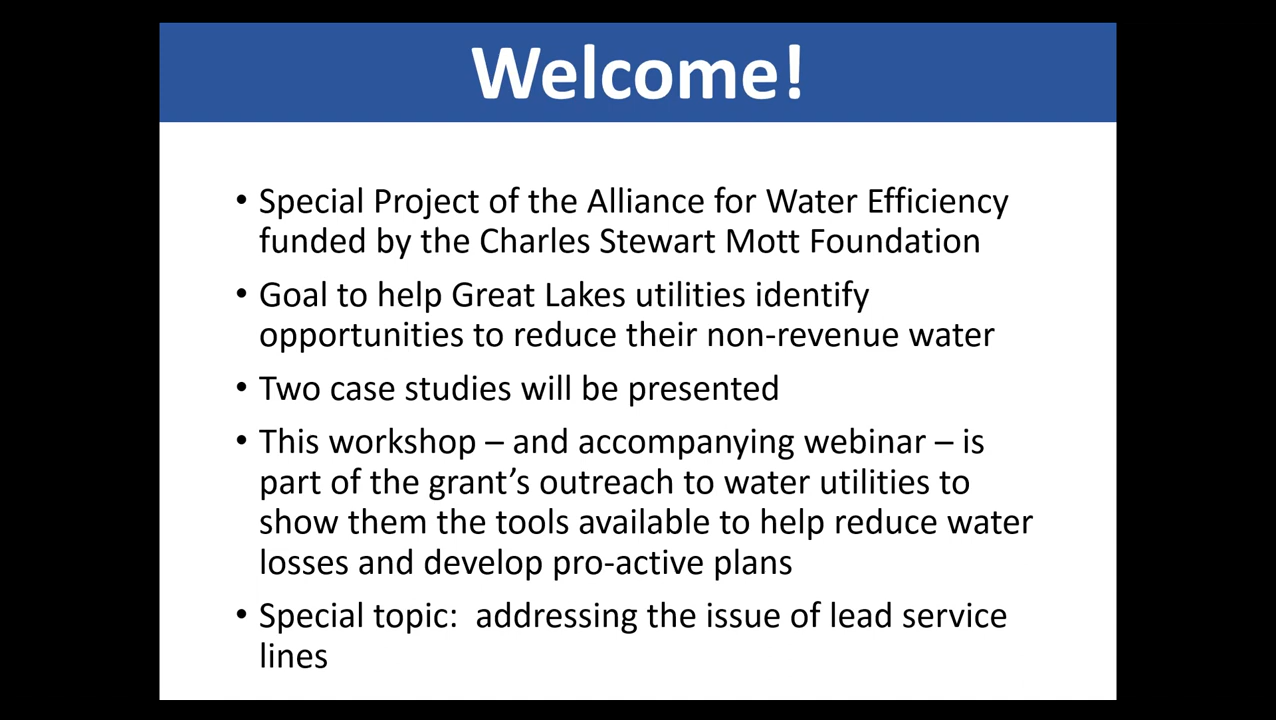 Welcome!
• Special Project of the Alliance for Water Efficiency
funded by the Charles Stewart Mott Foundation
• Goal to help Great Lakes utilities identify
opportunities to reduce their non-revenue water
• Two case studies will be presented
• This workshop – and accompanying webinar – is
part of the grant’s outreach to water utilities to
show them the tools available to help reduce water
losses and develop pro-active plans
• Special topic:  addressing the issue of lead service
lines